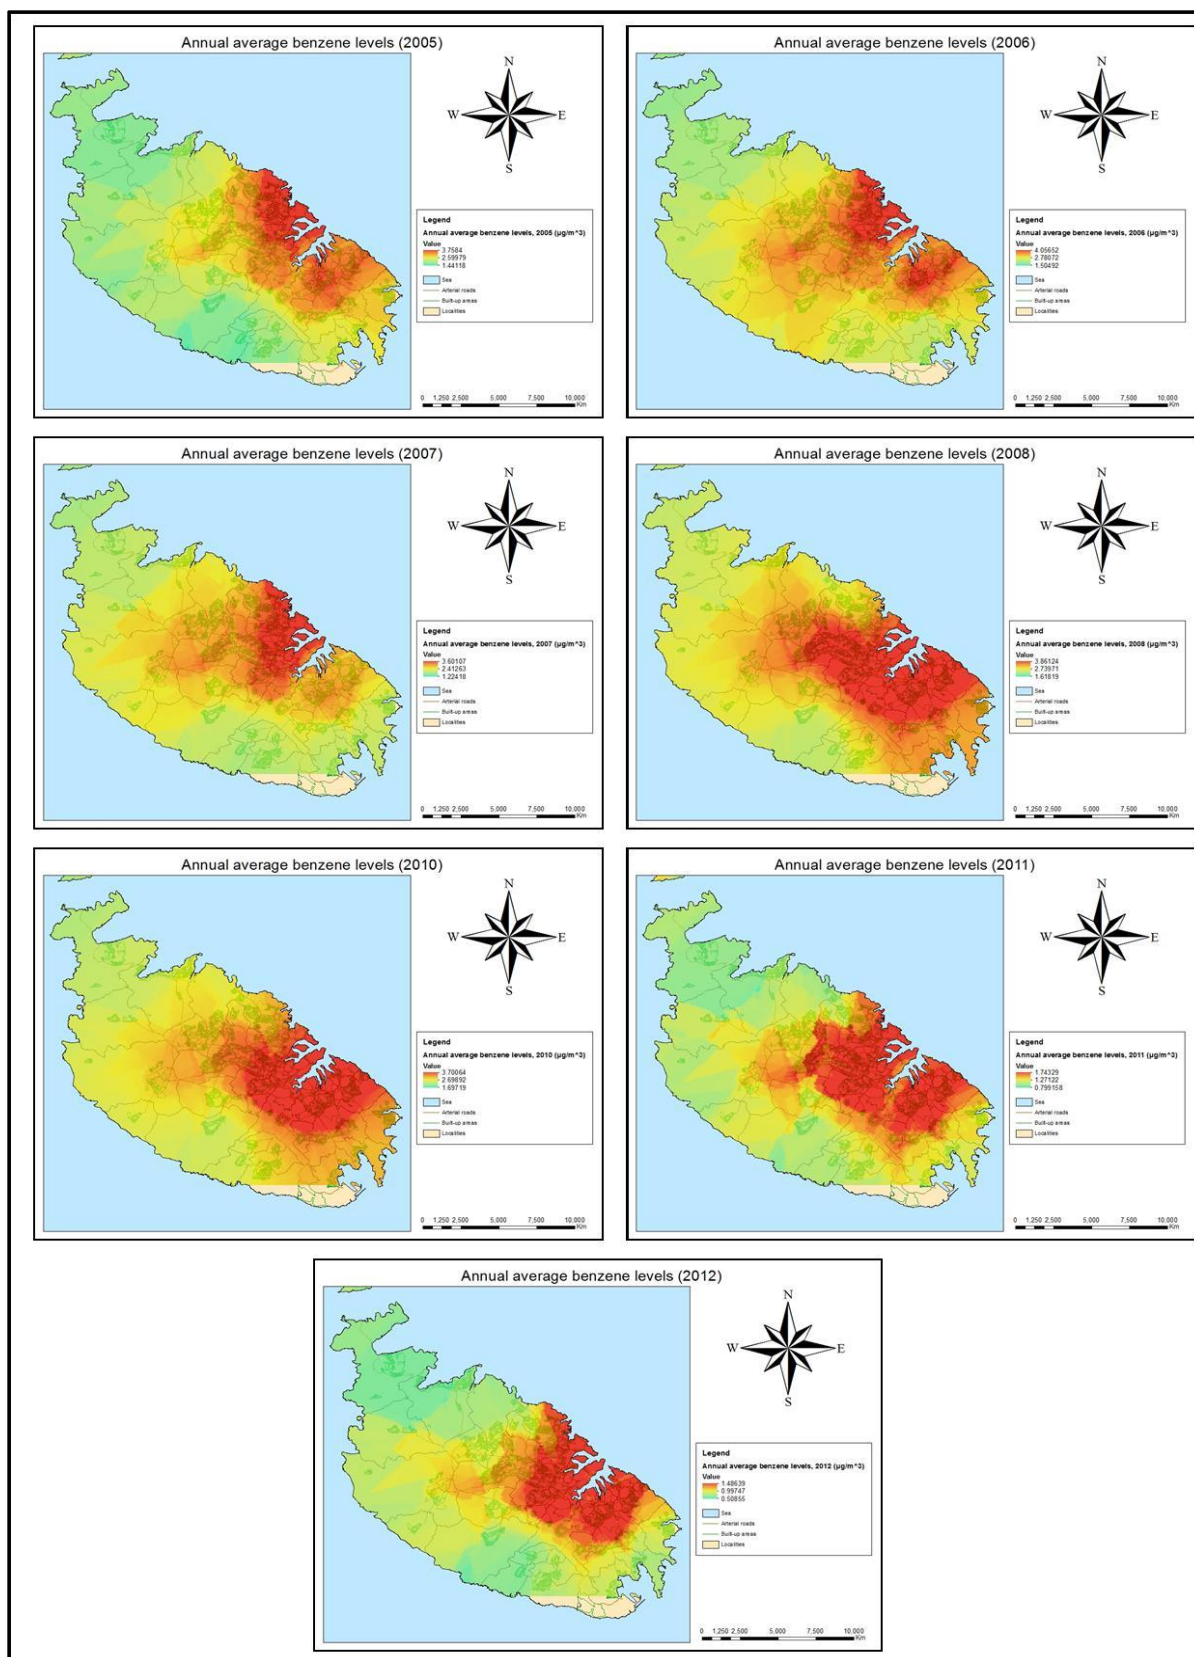 Annual average benzene levels (2005)
N
W
E
S
Legend
Annual average benzene levels, 2005 (µg/m^3)
Value
3.7584
2.59979
1.44118
Sea
Arterial roads
Built-up areas
Localities
0 1,250 2,500 5,000 7,500 10,000
Km
Annual average benzene levels (2006)
N
W
E
S
Legend
Annual average benzene levels, 2006 (µg/m^3)
Value
4.05652
2.78072
1.50492
Sea
Arterial roads
Built-up areas
Localities
0 1,250 2,500 5,000 7,500 10,000
Km
Annual average benzene levels (2007)
N
W
E
S
Legend
Annual average benzene levels, 2007 (µg/m^3)
Value
3.60107
2.41263
1.22418
Sea
Arterial roads
Built-up areas
Localities
0 1,250 2,500 5,000 7,500 10,000
Km
Annual average benzene levels (2008)
N
W
E
S
Legend
Annual average benzene levels, 2008 (µg/m^3)
Value
3.86124
2.73971
1.61819
Sea
Arterial roads
Built-up areas
Localities
0 1,250 2,500 5,000 7,500 10,000
Km
Annual average benzene levels (2010)
N
W
E
S
Legend
Annual average benzene levels, 2010 (µg/m^3)
Value
3.70064
2.69892
1.69719
Sea
Arterial roads
Built-up areas
Localities
0 1,250 2,500 5,000 7,500 10,000
Km
Annual average benzene levels (2011)
N
W
E
S
Legend
Annual average benzene levels, 2011 (µg/m^3)
Value
1.74329
1.27122
0.799158
Sea
Arterial roads
Built-up areas
Localities
0 1,250 2,500 5,000 7,500 10,000
Km
Annual average benzene levels (2012)
N
W
E
S
Legend
Annual average benzene levels, 2012 (µg/m^3)
Value
1.48639
0.99747
0.50855
Sea
Arterial roads
Built-up areas
Localities
0 1,250 2,500 5,000 7,500 10,000
Km